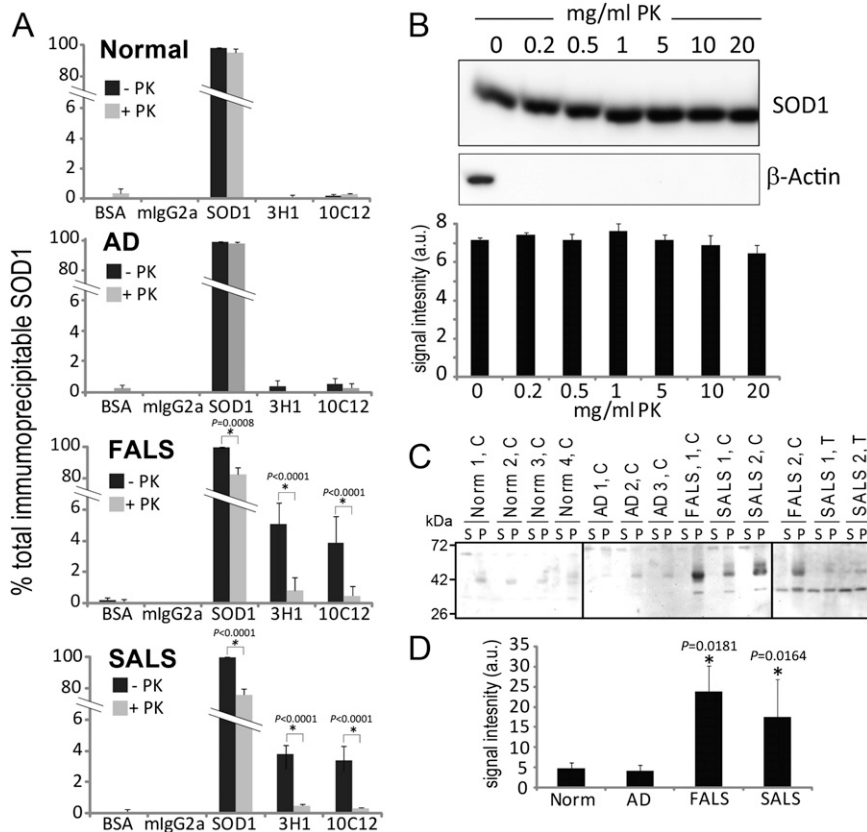 A
% total immuoprecipitable SOD1
Normal
100
80
6
4
2
0
- PK
+ PK
BSA mIgG2a SOD1 3H1 10C12
AD
100
80
6
4
2
0
- PK
+ PK
BSA mIgG2a SOD1 3H1 10C12
FALS
100
80
6
4
2
0
- PK
+ PK
P=0.0008
*
P<0.0001
*
P<0.0001
*
BSA mIgG2a SOD1 3H1 10C12
SALS
100
80
6
4
2
0
- PK
+ PK
P<0.0001
*
P<0.0001
*
P<0.0001
*
BSA mIgG2a SOD1 3H1 10C12
B
mg/ml PK
0 0.2 0.5 1 5 10 20
SOD1
β-Actin
signal intesnity (a.u.)
8
6
4
2
0
0 0.2 0.5 1 5 10 20
mg/ml PK
C
Norm 1, C
Norm 2, C
Norm 3, C
Norm 4, C
AD 1, C
AD 2, C
AD 3, C
FALS, 1, C
SALS 1, C
SALS 2, C
FALS 2, C
SALS 1, T
SALS 2, T
kDa
S P S P S P S P S P S P S P S P S P S P S P S P S P
72
42
26
D
signal intesnity (a.u.)
35
30
25
20
15
10
5
0
P=0.0181
*
P=0.0164
*
Norm AD FALS SALS